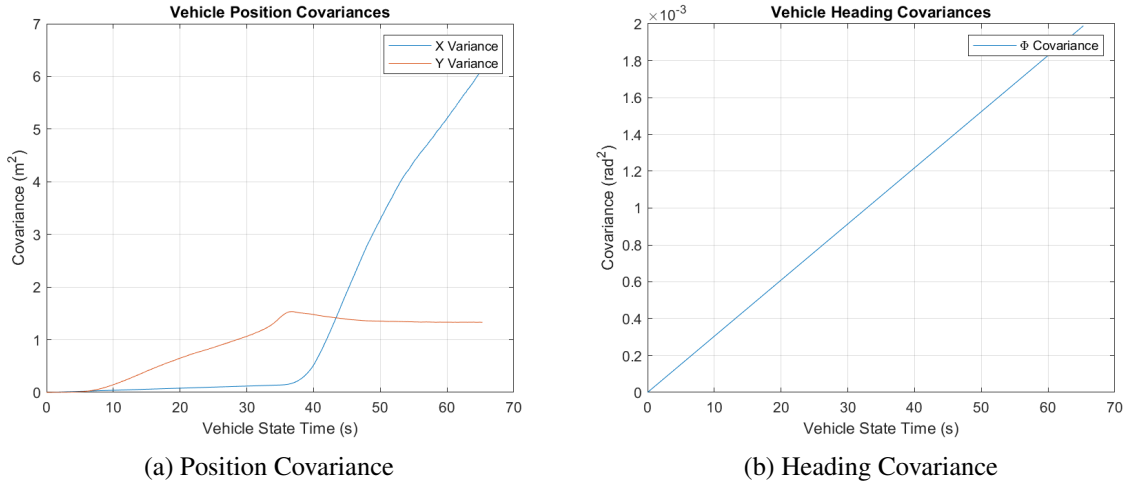 Vehicle Position Covariances
7
6
5
4
3
2
1
0
Covariance (m²)
X Variance
Y Variance
0 10 20 30 40 50 60 70
Vehicle State Time (s)
(a) Position Covariance
×10⁻³
Vehicle Heading Covariances
2
1.8
1.6
1.4
1.2
1
0.8
0.6
0.4
0.2
0
Covariance (rad²)
Φ Covariance
0 10 20 30 40 50 60 70
Vehicle State Time (s)
(b) Heading Covariance